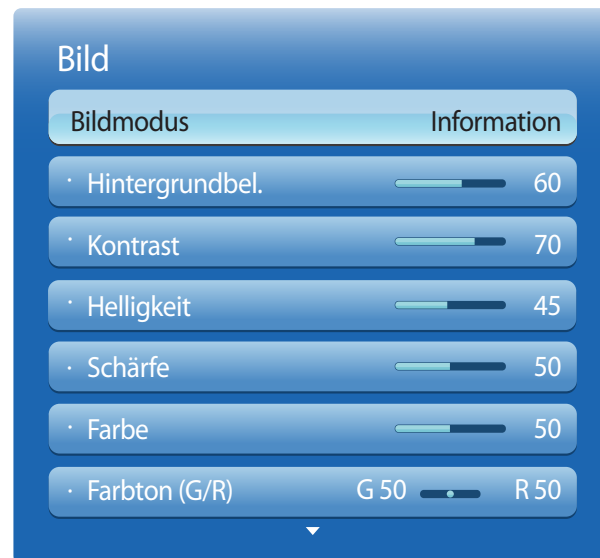 Bild
Bildmodus Information
· Hintergrundbel. 60
· Kontrast 70
· Helligkeit 45
· Schärfe 50
· Farbe 50
· Farbton (G/R) G 50 R 50